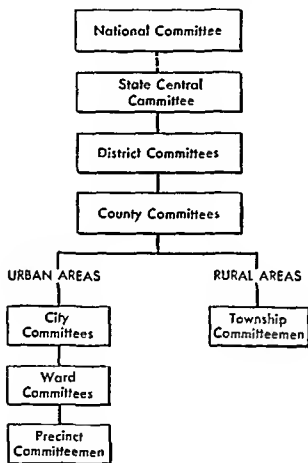 National Committee
State Central
Cammittee
District Committees
County Committees
URBAN AREAS
RURAL AREAS
City
Committees
Township
Committeemen
Ward
Committees
Precinct
Committeemen